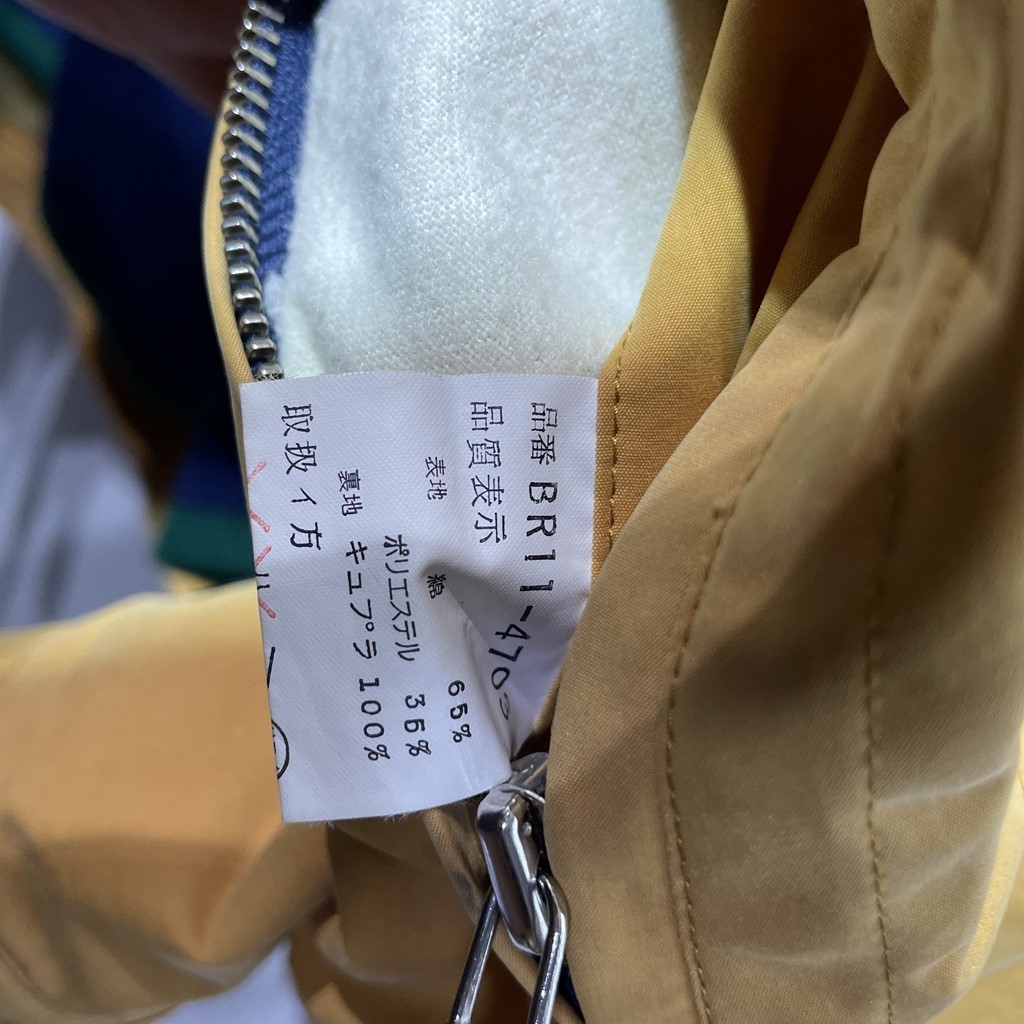 品番 BR11-4703
品質表示
表地 綿 65%
ポリエステル 35%
裏地 キュプラ 100%
取扱イ方